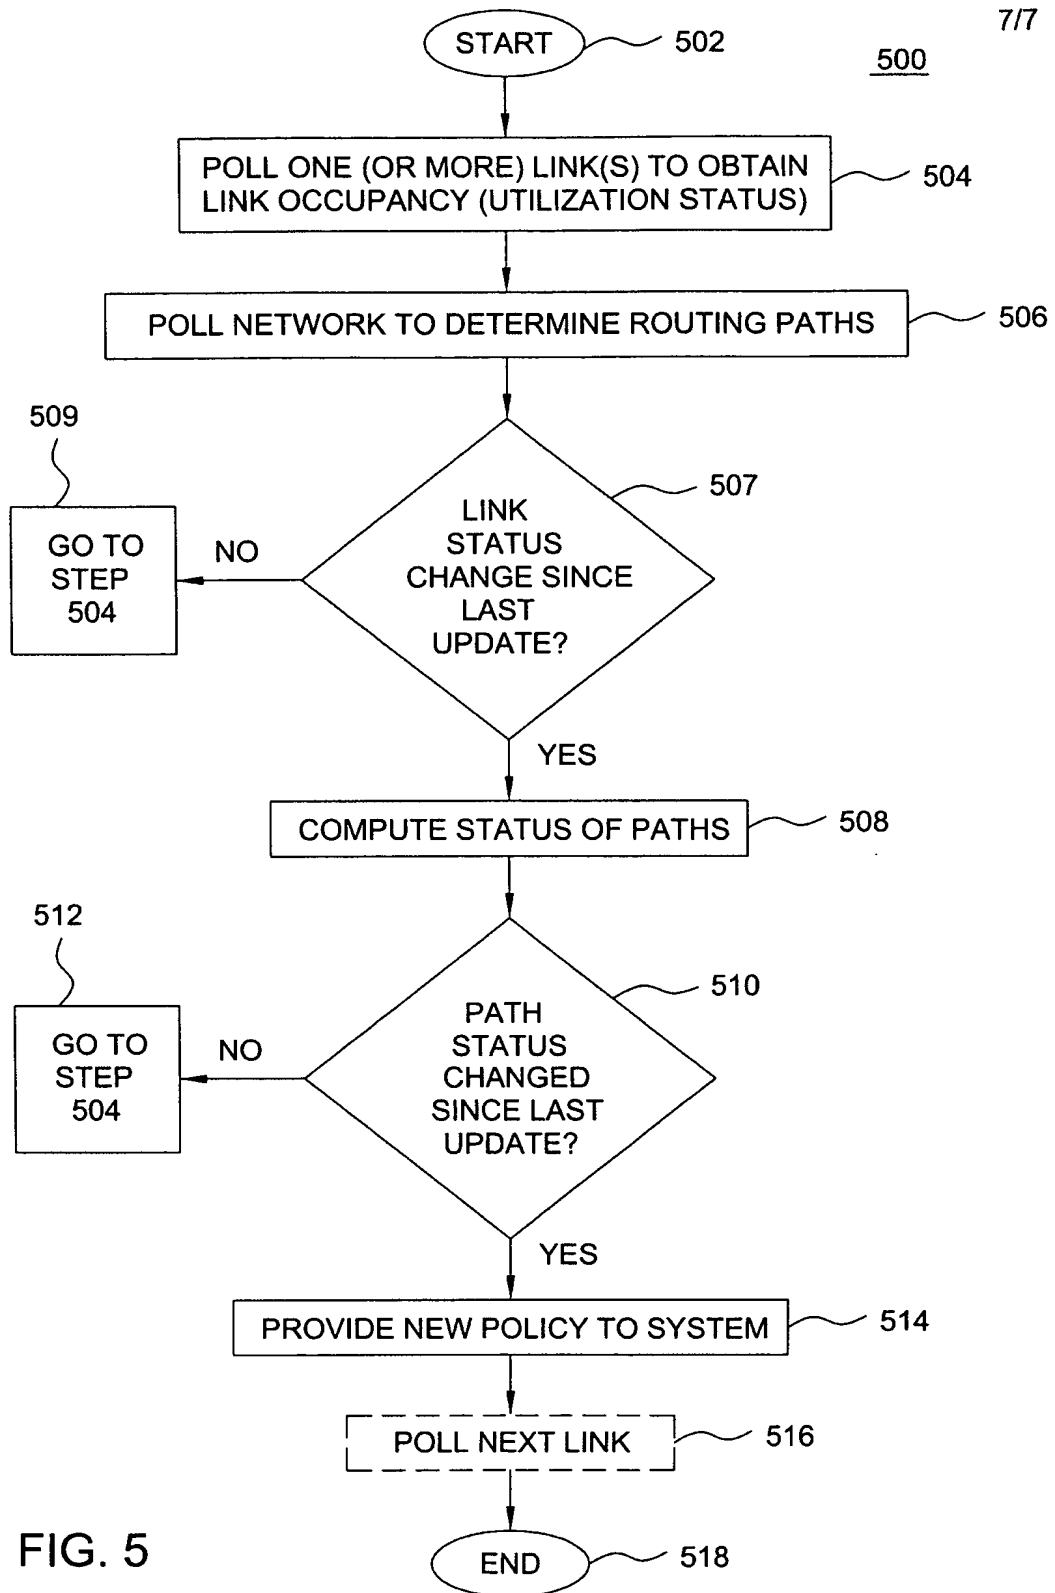 7/7
START
502
500
POLL ONE (OR MORE) LINK(S) TO OBTAIN
LINK OCCUPANCY (UTILIZATION STATUS)
504
POLL NETWORK TO DETERMINE ROUTING PATHS
506
509
507
LINK
STATUS
CHANGE SINCE
LAST
UPDATE?
NO
GO TO
STEP
504
YES
COMPUTE STATUS OF PATHS
508
512
510
PATH
STATUS
CHANGED
SINCE LAST
UPDATE?
NO
GO TO
STEP
504
YES
PROVIDE NEW POLICY TO SYSTEM
514
POLL NEXT LINK
516
END
518
FIG. 5